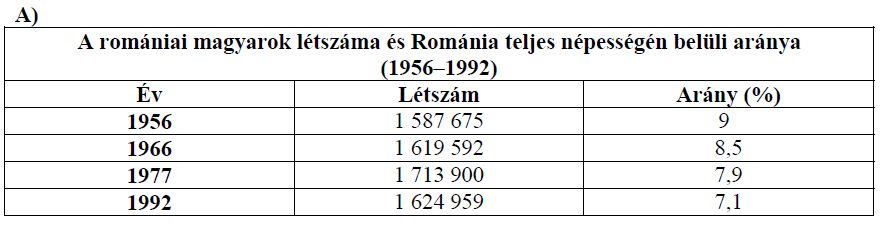 A)
A romániai magyarok létszáma és Románia teljes népességén belüli aránya
(1956–1992)
Év Létszám Arány (%)
1956 1 587 675 9
1966 1 619 592 8,5
1977 1 713 900 7,9
1992 1 624 959 7,1